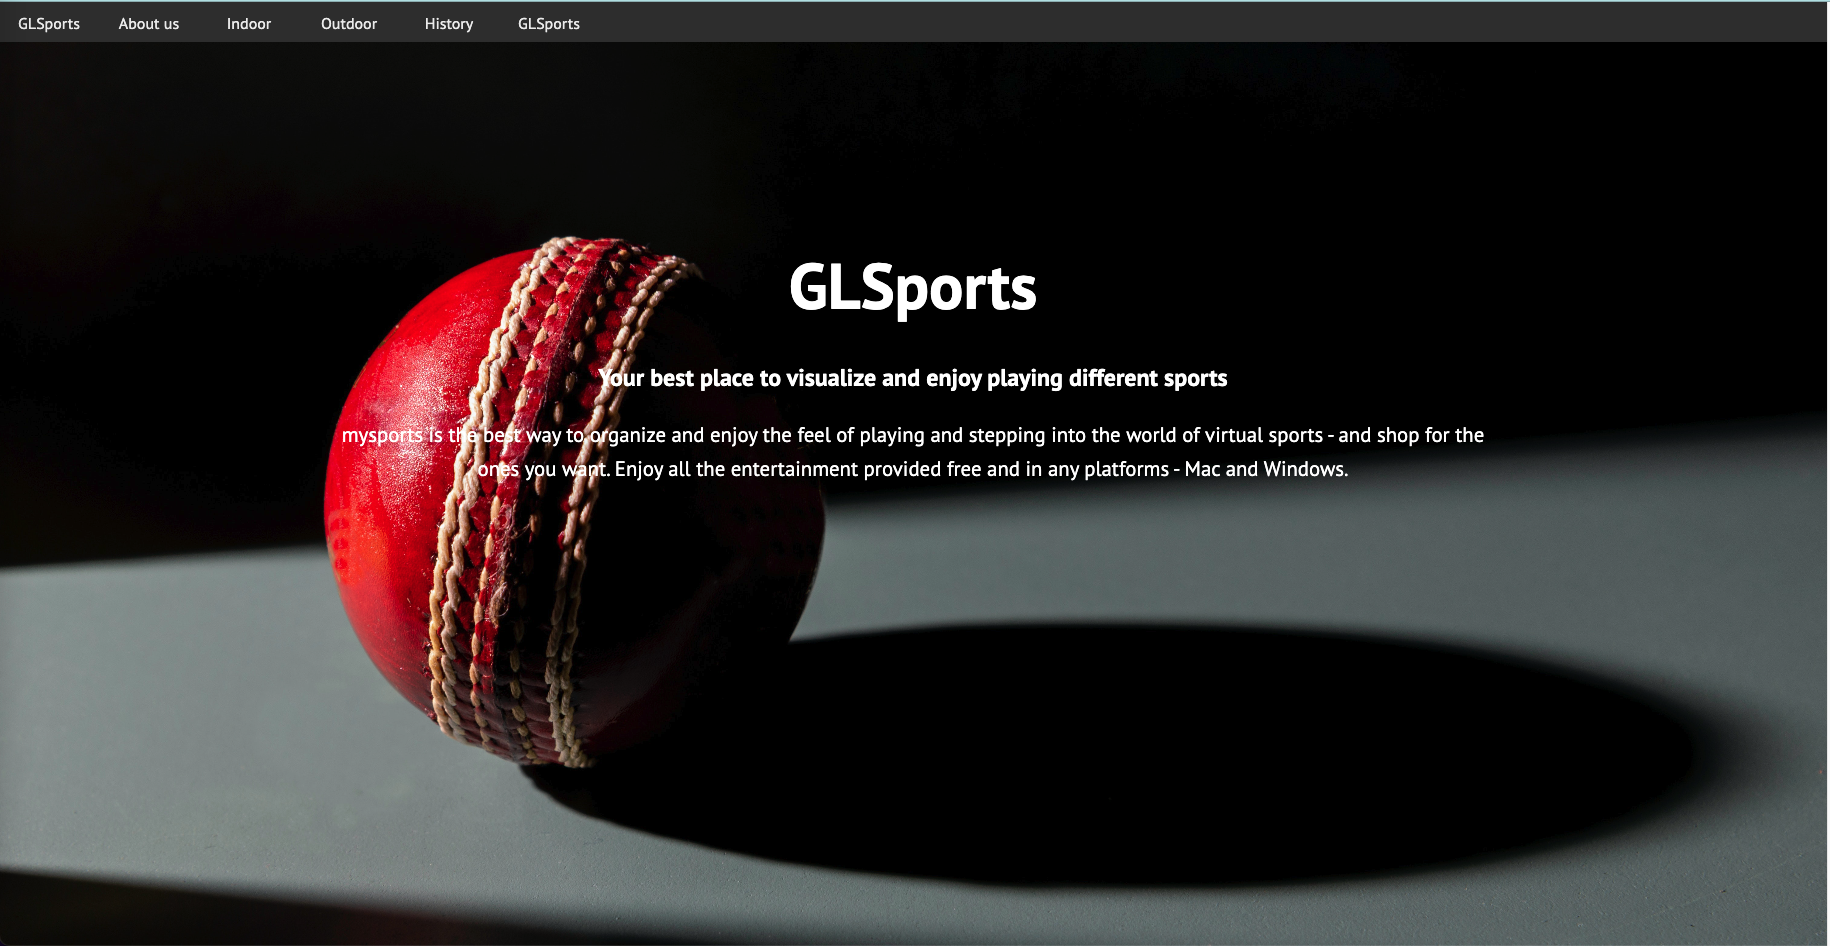 GLSports About us Indoor Outdoor History GLSports
GLSports
Your best place to visualize and enjoy playing different sports
mysports is the best way to organize and enjoy the feel of playing and stepping into the world of virtual sports - and shop for the
ones you want. Enjoy all the entertainment provided free and in any platforms - Mac and Windows.